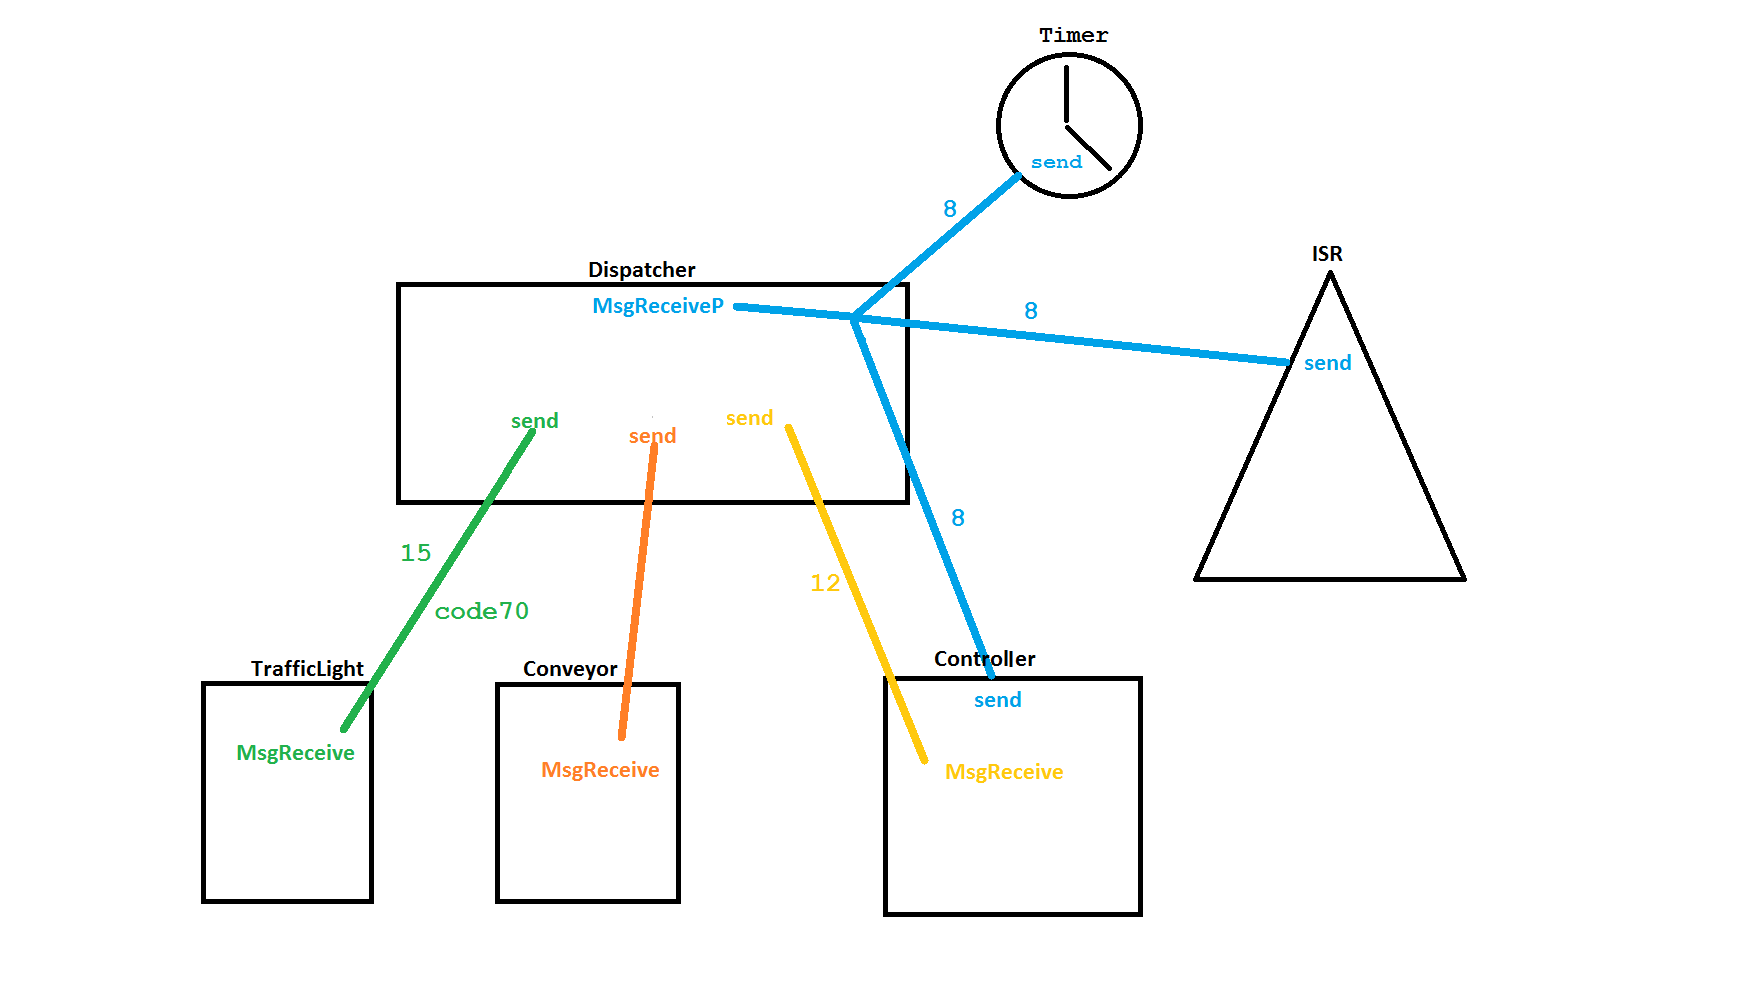 Timer
send
8
ISR
Dispatcher
MsgReceiveP
8
send
send
send
send
8
15
12
code70
TrafficLight
Conveyor
Controller
send
MsgReceive
MsgReceive
MsgReceive